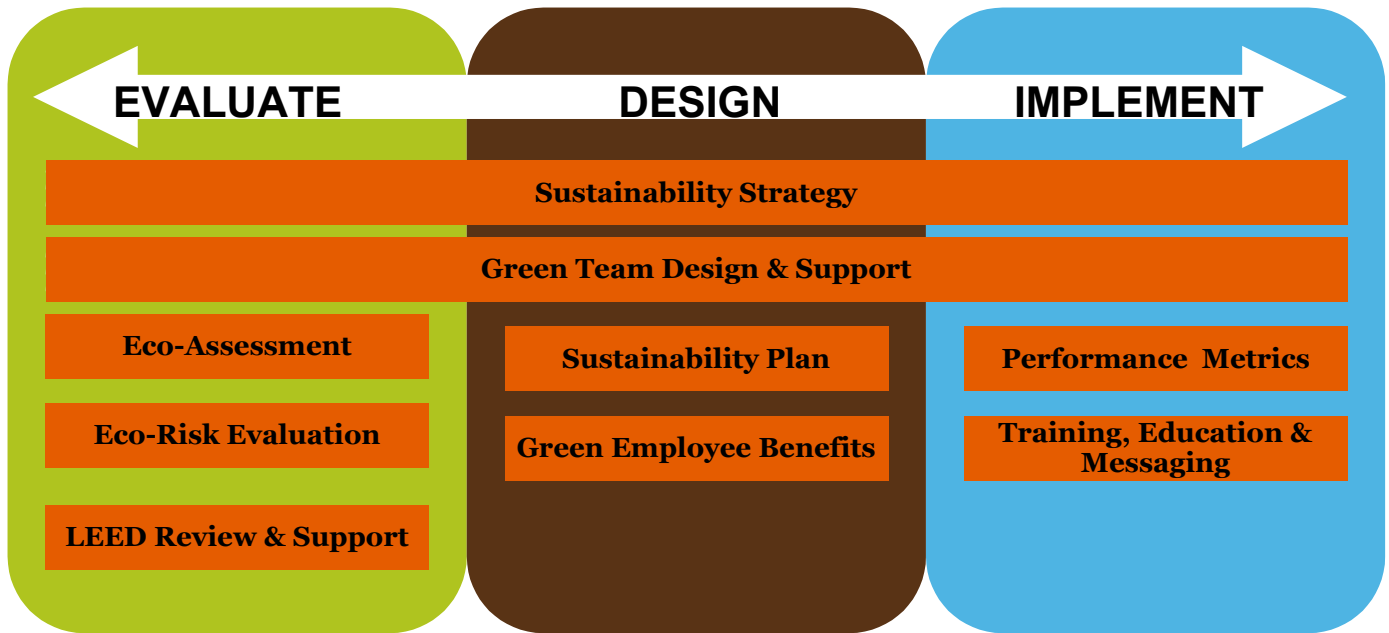 EVALUATE DESIGN IMPLEMENT
Sustainability Strategy
Green Team Design & Support
Eco-Assessment
Eco-Risk Evaluation
LEED Review & Support
Sustainability Plan
Green Employee Benefits
Performance  Metrics
Training, Education &
Messaging